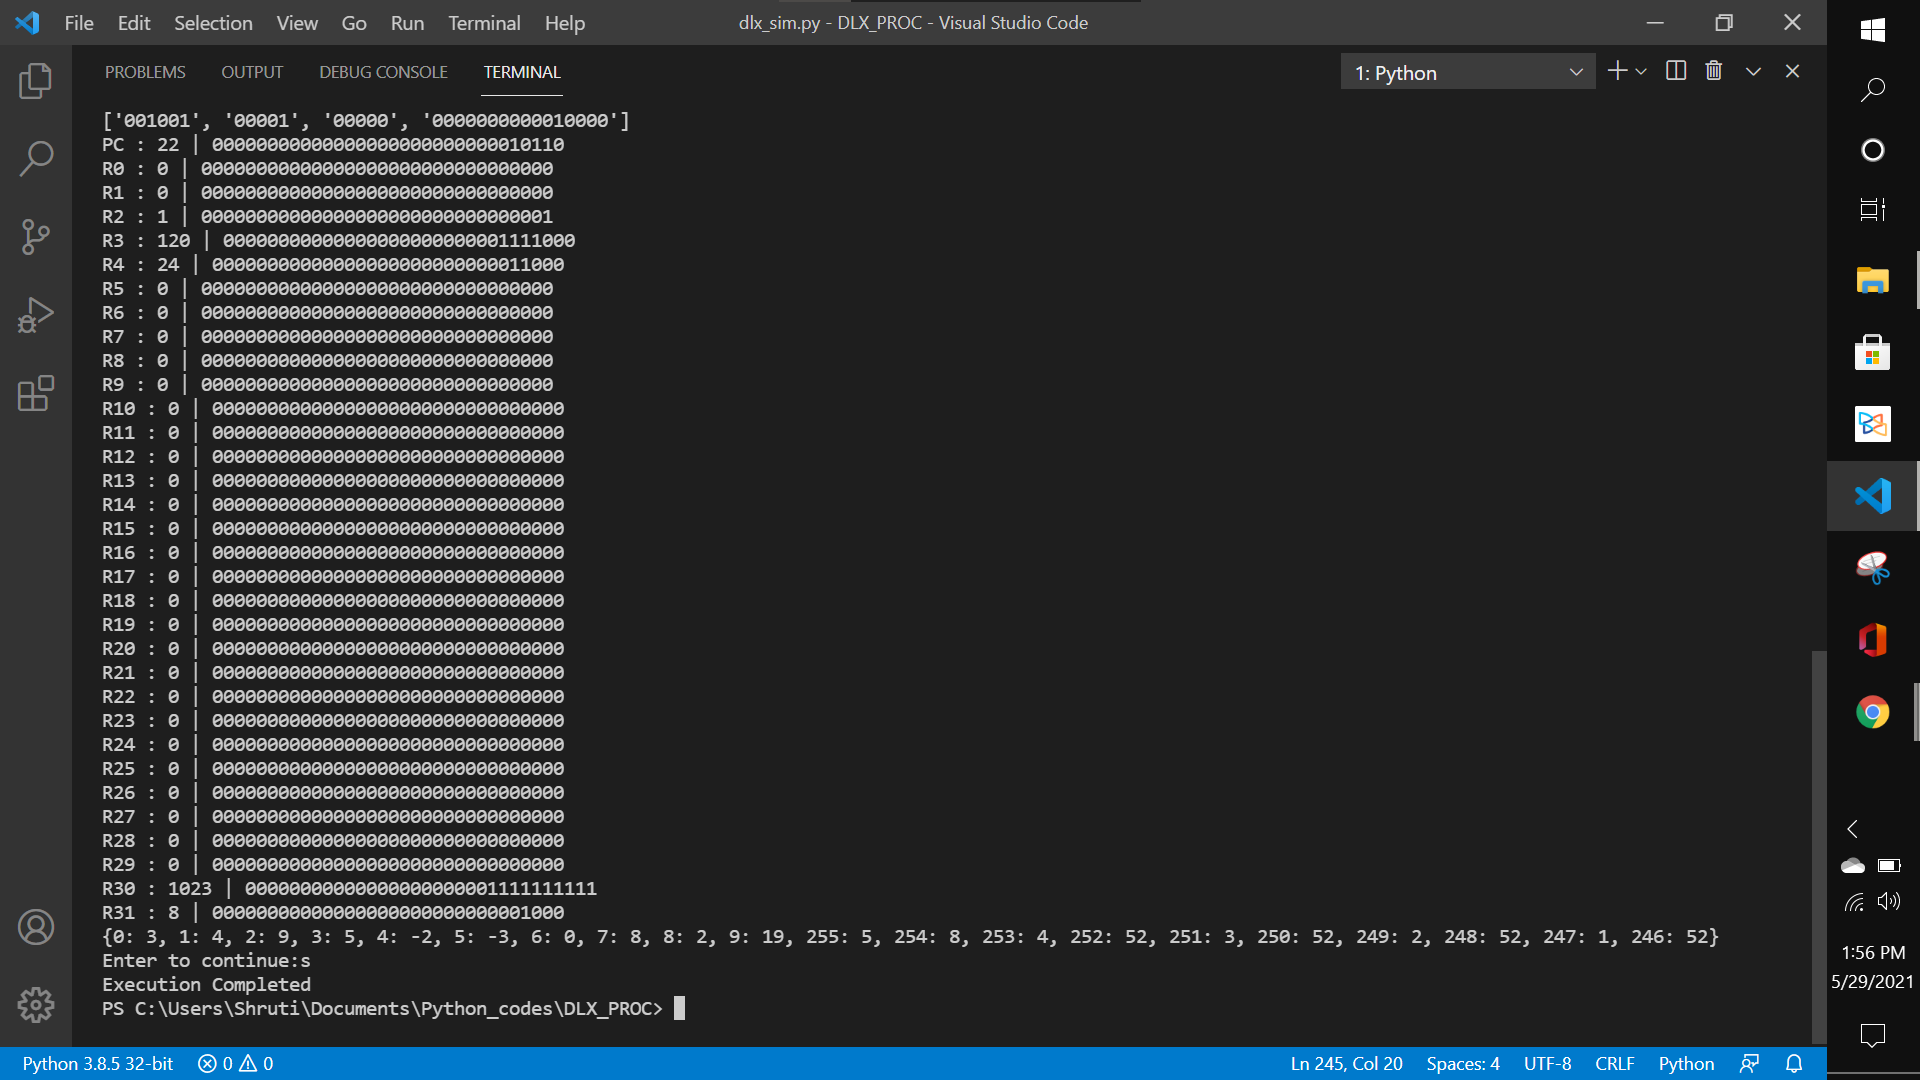 File Edit Selection View Go Run Terminal Help dlx_sim.py - DLX_PROC - Visual Studio Code
PROBLEMS OUTPUT DEBUG CONSOLE TERMINAL 1: Python
['001001', '00001', '00000', '0000000000010000']
PC : 22 | 00000000000000000000000000010110
R0 : 0 | 00000000000000000000000000000000
R1 : 0 | 00000000000000000000000000000000
R2 : 1 | 00000000000000000000000000000001
R3 : 120 | 00000000000000000000000001111000
R4 : 24 | 00000000000000000000000000011000
R5 : 0 | 00000000000000000000000000000000
R6 : 0 | 00000000000000000000000000000000
R7 : 0 | 00000000000000000000000000000000
R8 : 0 | 00000000000000000000000000000000
R9 : 0 | 00000000000000000000000000000000
R10 : 0 | 00000000000000000000000000000000
R11 : 0 | 00000000000000000000000000000000
R12 : 0 | 00000000000000000000000000000000
R13 : 0 | 00000000000000000000000000000000
R14 : 0 | 00000000000000000000000000000000
R15 : 0 | 00000000000000000000000000000000
R16 : 0 | 00000000000000000000000000000000
R17 : 0 | 00000000000000000000000000000000
R18 : 0 | 00000000000000000000000000000000
R19 : 0 | 00000000000000000000000000000000
R20 : 0 | 00000000000000000000000000000000
R21 : 0 | 00000000000000000000000000000000
R22 : 0 | 00000000000000000000000000000000
R23 : 0 | 00000000000000000000000000000000
R24 : 0 | 00000000000000000000000000000000
R25 : 0 | 00000000000000000000000000000000
R26 : 0 | 00000000000000000000000000000000
R27 : 0 | 00000000000000000000000000000000
R28 : 0 | 00000000000000000000000000000000
R29 : 0 | 00000000000000000000000000000000
R30 : 1023 | 00000000000000000000001111111111
R31 : 8 | 00000000000000000000000000001000
{0: 3, 1: 4, 2: 9, 3: 5, 4: -2, 5: -3, 6: 0, 7: 8, 8: 2, 9: 19, 255: 5, 254: 8, 253: 4, 252: 52, 251: 3, 250: 52, 249: 2, 248: 52, 247: 1, 246: 52}
Enter to continue:s
Execution Completed
PS C:\Users\Shruti\Documents\Python_codes\DLX_PROC>
1:56 PM
5/29/2021
Python 3.8.5 32-bit 0 0 Ln 245, Col 20 Spaces: 4 UTF-8 CRLF Python